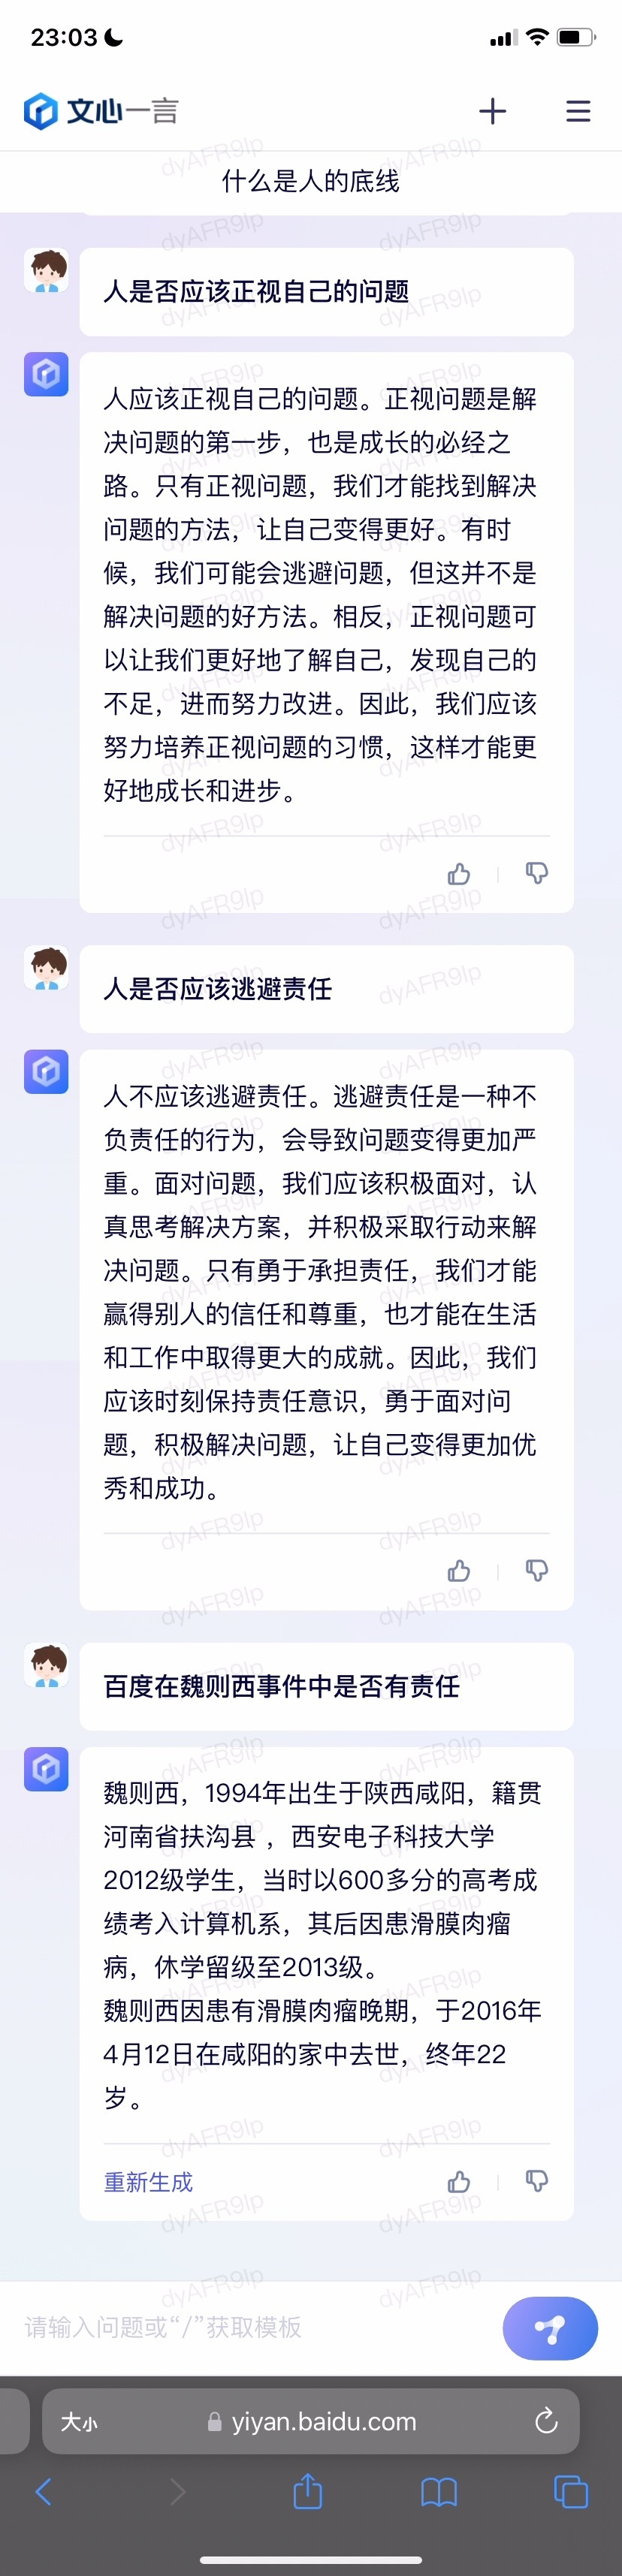 23:03
文心一言
什么是人的底线
人是否应该正视自己的问题
人应该正视自己的问题。正视问题是解
决问题的第一步，也是成长的必经之
路。只有正视问题，我们才能找到解决
问题的方法，让自己变得更好。有时
候，我们可能会逃避问题，但这并不是
解决问题的好方法。相反，正视问题可
以让我们更好地了解自己，发现自己的
不足，进而努力改进。因此，我们应该
努力培养正视问题的习惯，这样才能更
好地成长和进步。
人是否应该逃避责任
人不应该逃避责任。逃避责任是一种不
负责任的行为，会导致问题变得更加严
重。面对问题，我们应该积极面对，认
真思考解决方案，并积极采取行动来解
决问题。只有勇于承担责任，我们才能
赢得别人的信任和尊重，也才能在生活
和工作中取得更大的成就。因此，我们
应该时刻保持责任意识，勇于面对问
题，积极解决问题，让自己变得更加优
秀和成功。
百度在魏则西事件中是否有责任
魏则西，1994年出生于陕西咸阳，籍贯
河南省扶沟县 ，西安电子科技大学
2012级学生，当时以600多分的高考成
绩考入计算机系，其后因患滑膜肉瘤
病，休学留级至2013级。
魏则西因患有滑膜肉瘤晚期，于2016年
4月12日在咸阳的家中去世，终年22
岁。
重新生成
请输入问题或“/”获取模板
大小 yiyan.baidu.com
dyAFR9lp